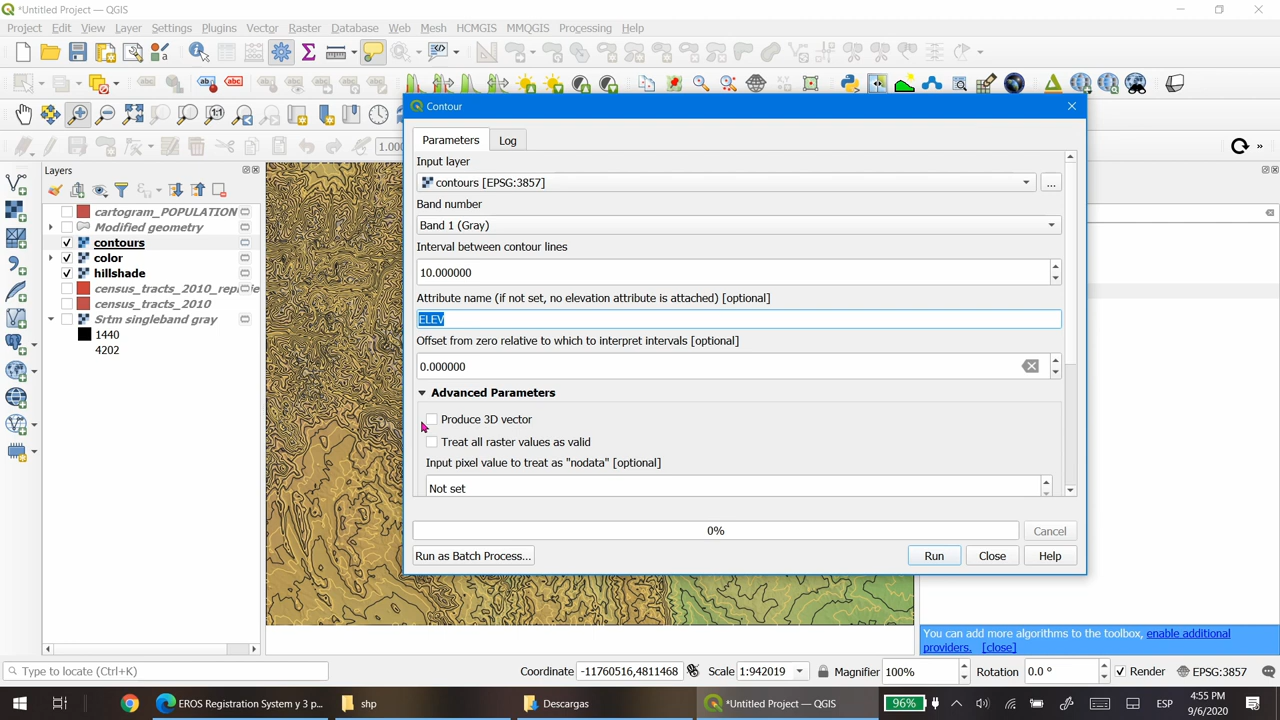 *Untitled Project — QGIS
Project Edit View Layer Settings Plugins Vector Raster Database Web Mesh HCMGIS MMQGIS Processing Help
Contour
Parameters Log
1.000
Layers
Input layer
contours [EPSG:3857]
...
Band number
cartogram_POPULATION
Band 1 (Gray)
Modified geometry
contours
Interval between contour lines
color
10.000000
hillshade
census_tracts_2010_repr
e
Attribute name (if not set, no elevation attribute is attached) [optional]
census_tracts_2010
ELEV
Srtm singleband gray
1440
Offset from zero relative to which to interpret intervals [optional]
4202
0.000000
Advanced Parameters
Produce 3D vector
Treat all raster values as valid
Input pixel value to treat as "nodata" [optional]
Not set
0%
Cancel
Run as Batch Process...
Run Close Help
You can add more algorithms to the toolbox, enable additional
providers. [close]
Type to locate (Ctrl+K)
Coordinate -11760516,4811468 Scale 1:942019 Magnifier 100% Rotation 0.0 ° Render EPSG:3857
EROS Registration System y 3 p...
shp
Descargas
*Untitled Project — QGIS
96%
ESP
4:55 PM
9/6/2020